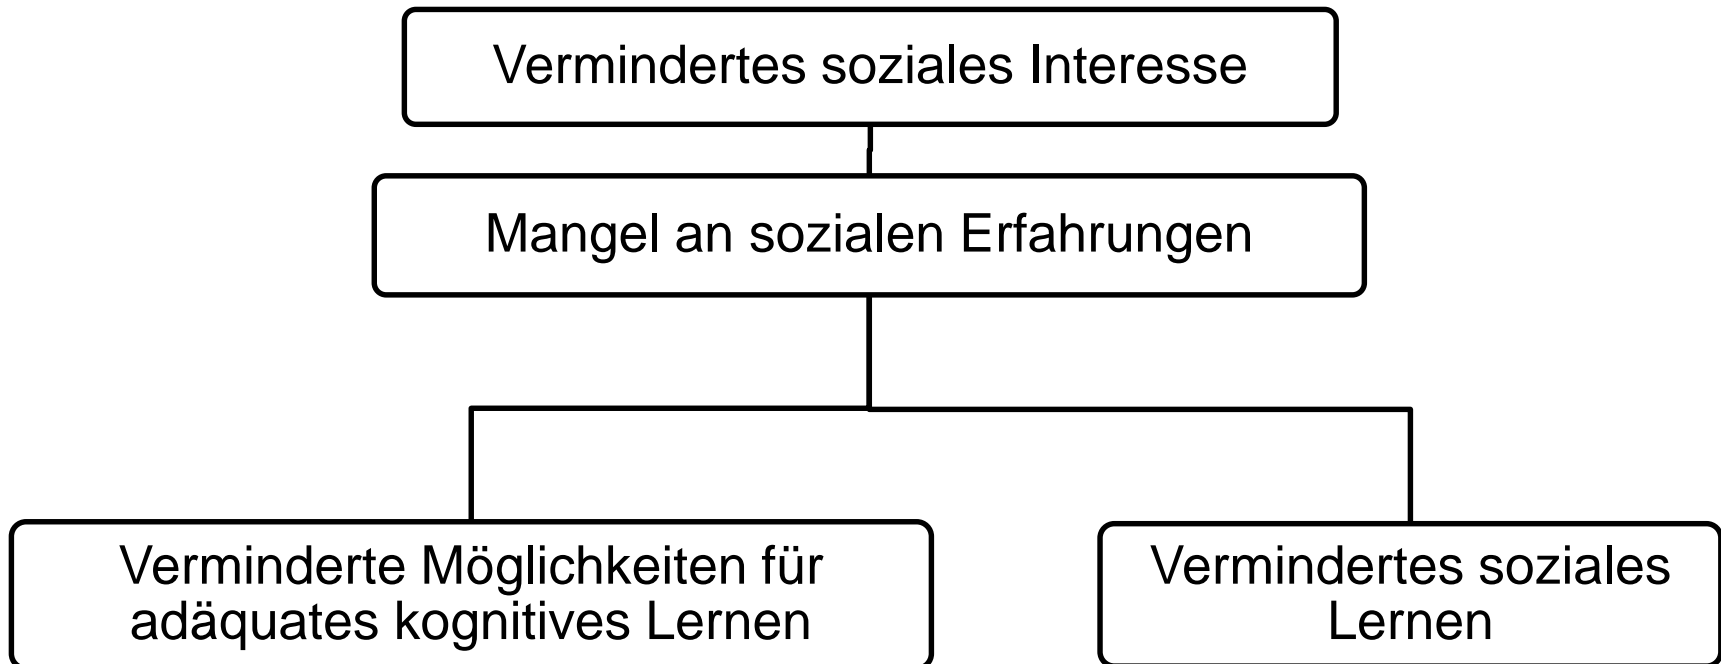 Vermindertes soziales Interesse
Mangel an sozialen Erfahrungen
Verminderte Möglichkeiten für
adäquates kognitives Lernen
Vermindertes soziales
Lernen